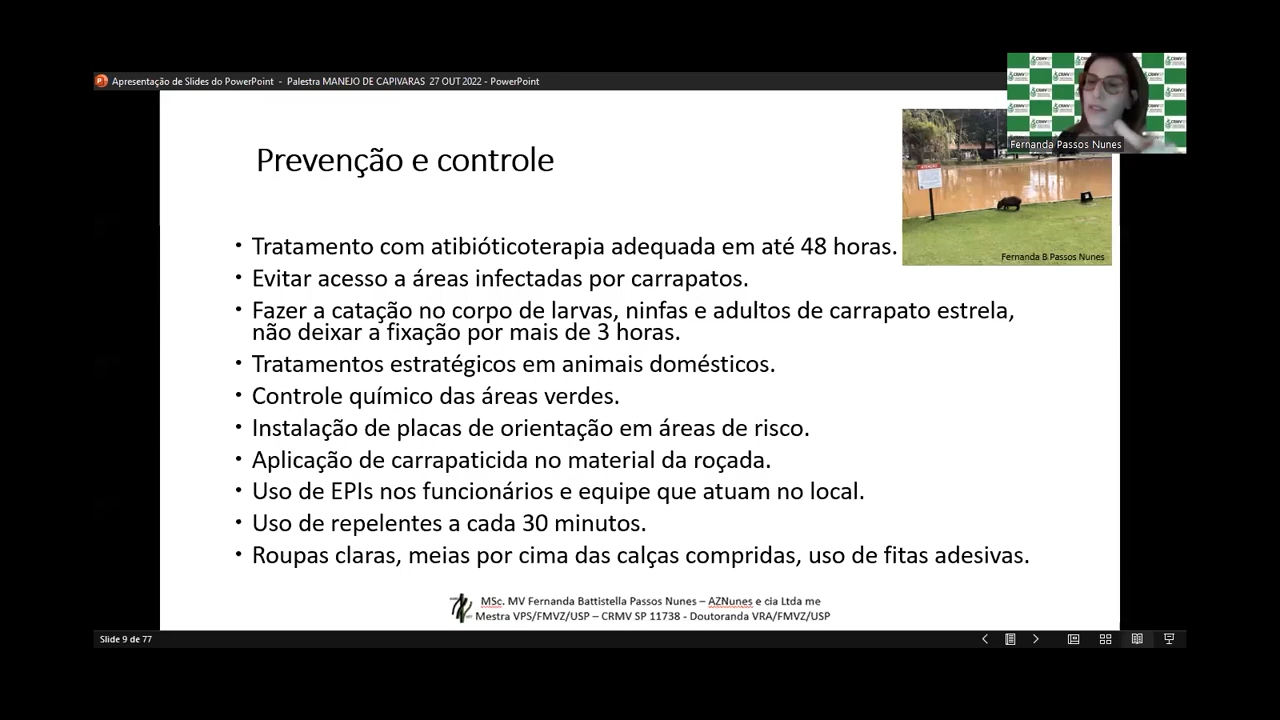 Apresentação de Slides do PowerPoint - Palestra MANEJO DE CAPIVARAS 27 OUT 2022 - PowerPoint
Fernanda Passos Nunes
Prevenção e controle
ATENÇÃO
Fernanda B Passos Nunes
• Tratamento com atibióticoterapia adequada em até 48 horas.
• Evitar acesso a áreas infectadas por carrapatos.
• Fazer a catação no corpo de larvas, ninfas e adultos de carrapato estrela,
não deixar a fixação por mais de 3 horas.
• Tratamentos estratégicos em animais domésticos.
• Controle químico das áreas verdes.
• Instalação de placas de orientação em áreas de risco.
• Aplicação de carrapaticida no material da roçada.
• Uso de EPIs nos funcionários e equipe que atuam no local.
• Uso de repelentes a cada 30 minutos.
• Roupas claras, meias por cima das calças compridas, uso de fitas adesivas.
MSc. MV Fernanda Battistella Passos Nunes – AZNunes e cia Ltda me
Mestra VPS/FMVZ/USP – CRMV SP 11738 - Doutoranda VRA/FMVZ/USP
Slide 9 de 77